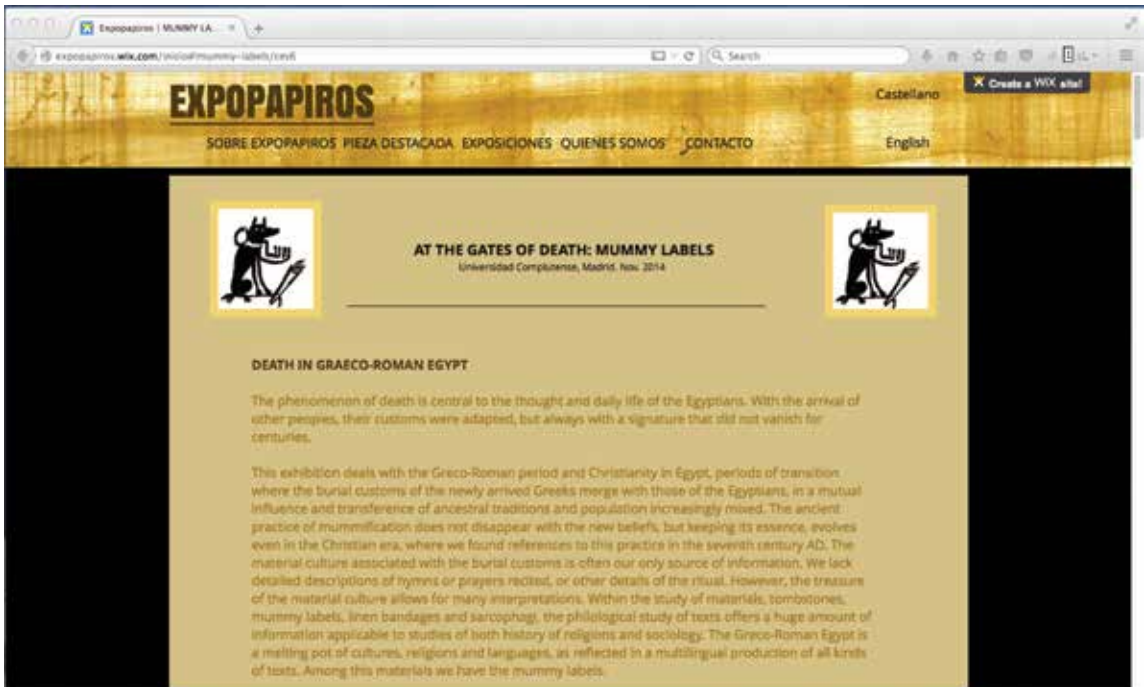 Expopapiros | MUMMY LA
expopapiros.wix.com/inicio#!mummy-labels/cev6
Search
EXPOPAPIROS
Castellano
Create a WiX site!
SOBRE EXPOPAPIROS PIEZA DESTACADA EXPOSICIONES QUIENES SOMOS CONTACTO
English
AT THE GATES OF DEATH: MUMMY LABELS
Universidad Complutense, Madrid. Nov. 2014
DEATH IN GRAECO-ROMAN EGYPT
The phenomenon of death is central to the thought and daily life of the Egyptians. With the arrival of
other peoples, their customs were adapted, but always with a signature that did not vanish for
centuries.
This exhibition deals with the Greco-Roman period and Christianity in Egypt, periods of transition
where the burial customs of the newly arrived Greeks merge with those of the Egyptians, in a mutual
influence and transference of ancestral traditions and population increasingly mixed. The ancient
practice of mummification does not disappear with the new beliefs, but keeping its essence, evolves
even in the Christian era, where we found references to this practice in the seventh century AD. The
material culture associated with the burial customs is often our only source of information. We lack
detailed descriptions of hymns or prayers recited, or other details of the ritual. However, the treasure
of the material culture allows for many interpretations. Within the study of materials, tombstones,
mummy labels, linen bandages and sarcophagi, the philological study of texts offers a huge amount of
information applicable to studies of both history of religions and sociology. The Greco-Roman Egypt is
a melting pot of cultures, religions and languages, as reflected in a multilingual production of all kinds
of texts. Among this materials we have the mummy labels.